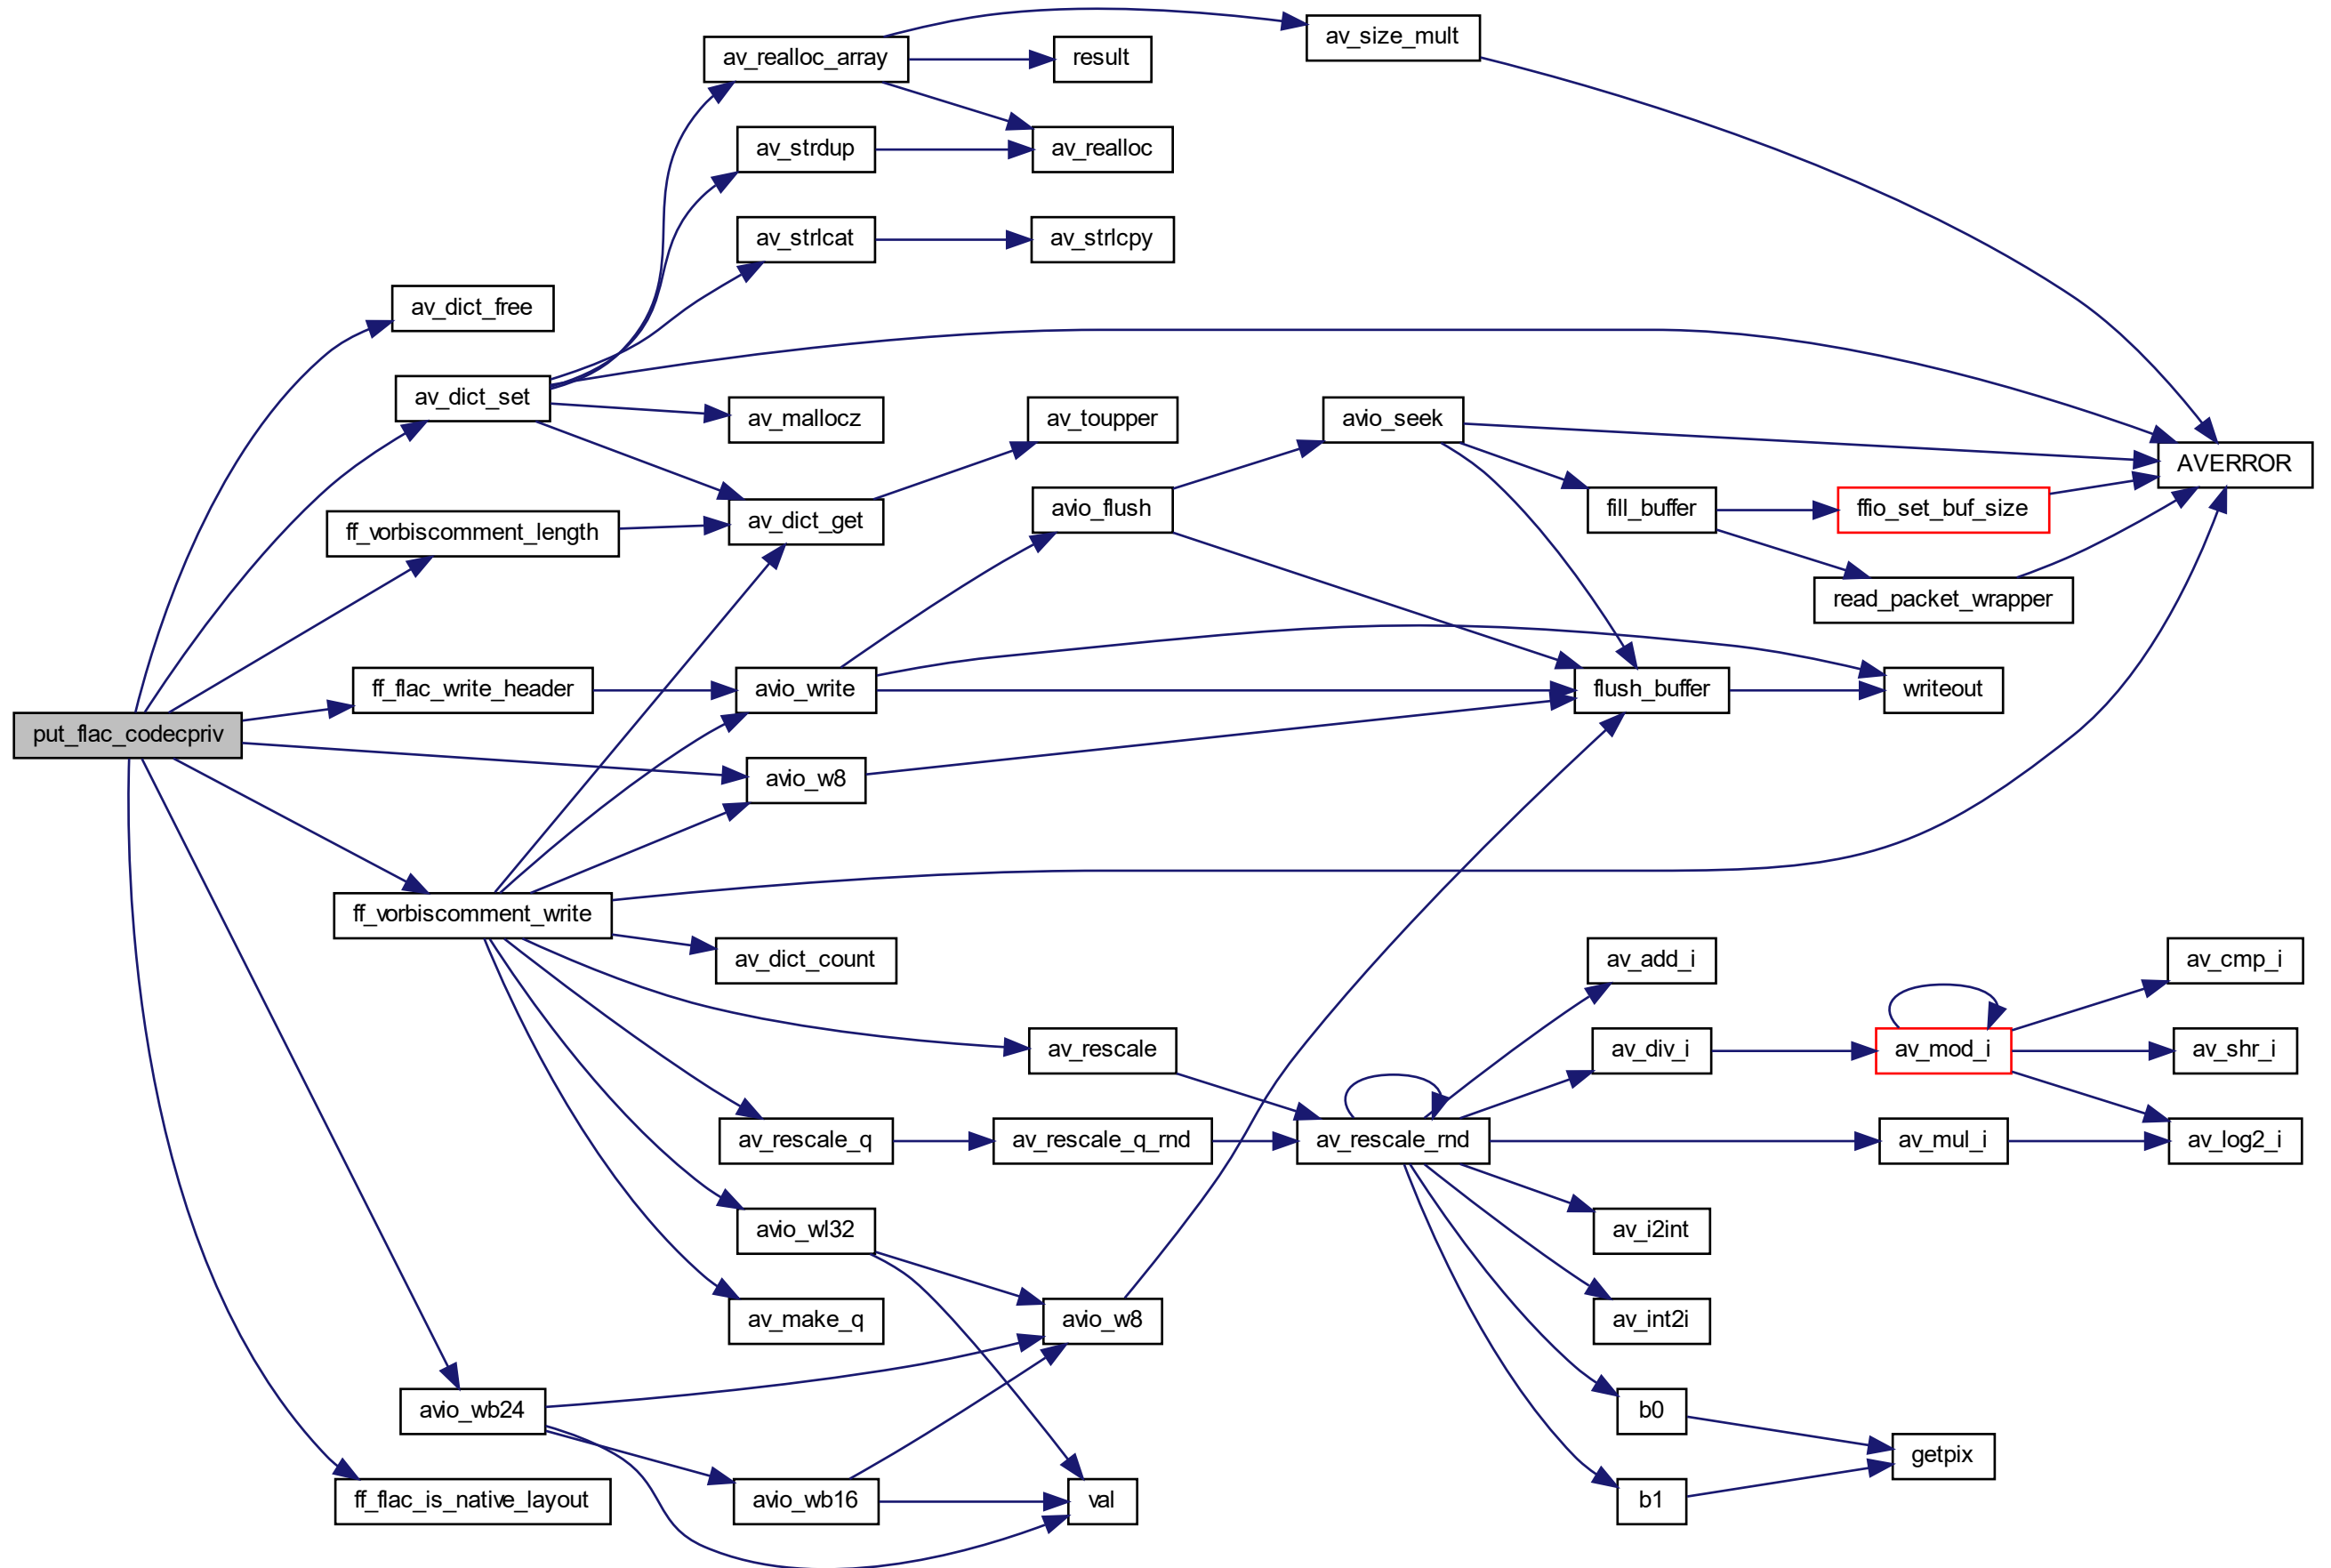 av_size_mult
av_realloc_array
result
av_strdup
av_realloc
av_strlcat
av_strlcpy
av_dict_free
av_dict_set
av_mallocz
av_toupper
avio_seek
AVERROR
ff_vorbiscomment_length
av_dict_get
avio_flush
fill_buffer
ffio_set_buf_size
read_packet_wrapper
ff_flac_write_header
avio_write
flush_buffer
writeout
put_flac_codecpriv
avio_w8
ff_vorbiscomment_write
av_dict_count
av_add_i
av_cmp_i
av_rescale
av_div_i
av_mod_i
av_shr_i
av_rescale_q
av_rescale_q_rnd
av_rescale_rnd
av_mul_i
av_log2_i
avio_wl32
av_i2int
av_make_q
avio_w8
av_int2i
avio_wb24
b0
getpix
ff_flac_is_native_layout
avio_wb16
val
b1